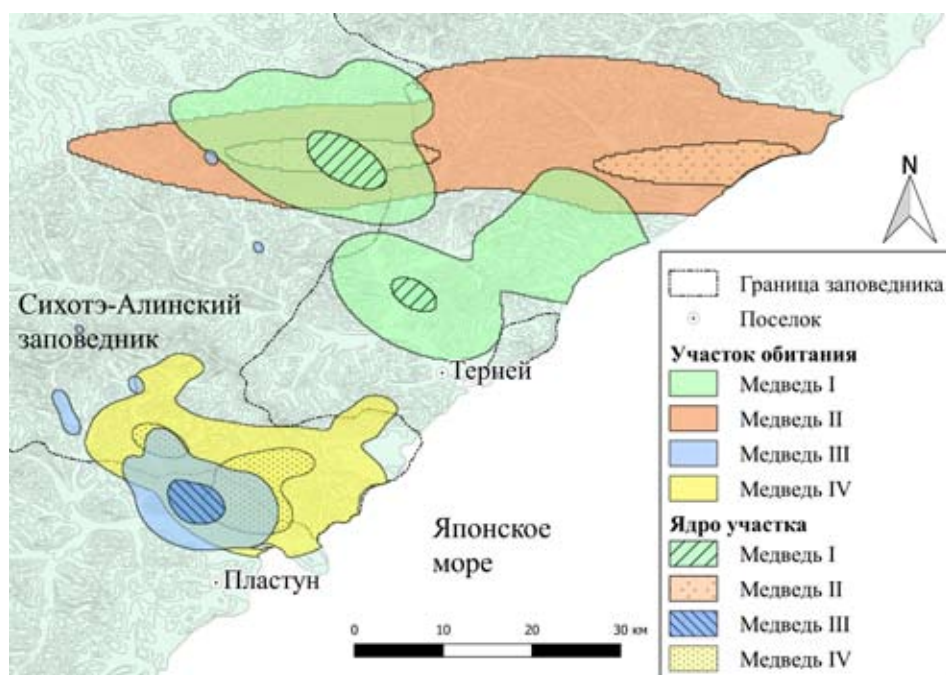 N
Сихотэ-Алинский
заповедник
Терней
Пластун
Японское
море
0 10 20 30 км
Граница заповедника
Поселок
Участок обитания
Медведь I
Медведь II
Медведь III
Медведь IV
Ядро участка
Медведь I
Медведь II
Медведь III
Медведь IV